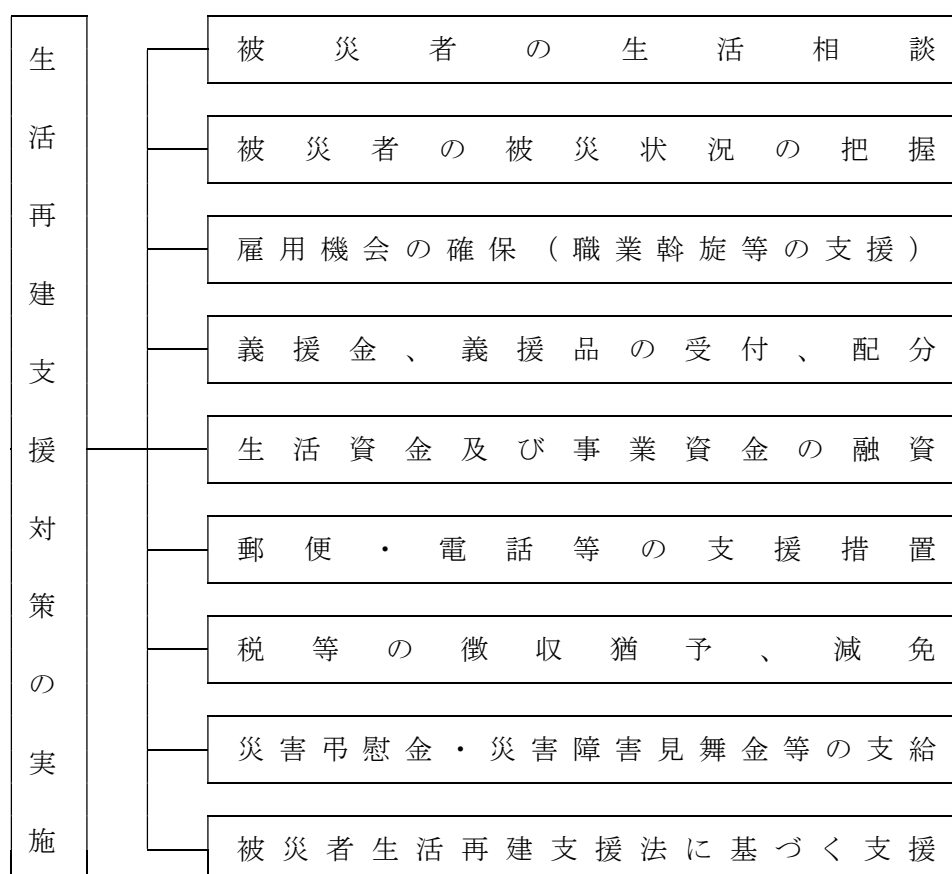 生活再建支援対策の実施
被災者の生活相談
被災者の被災状況の把握
雇用機会の確保（職業斡旋等の支援）
義援金、義援品の受付、配分
生活資金及び事業資金の融資
郵便・電話等の支援措置
税等の徴収猶予、減免
災害弔慰金・災害障害見舞金等の支給
被災者生活再建支援法に基づく支援